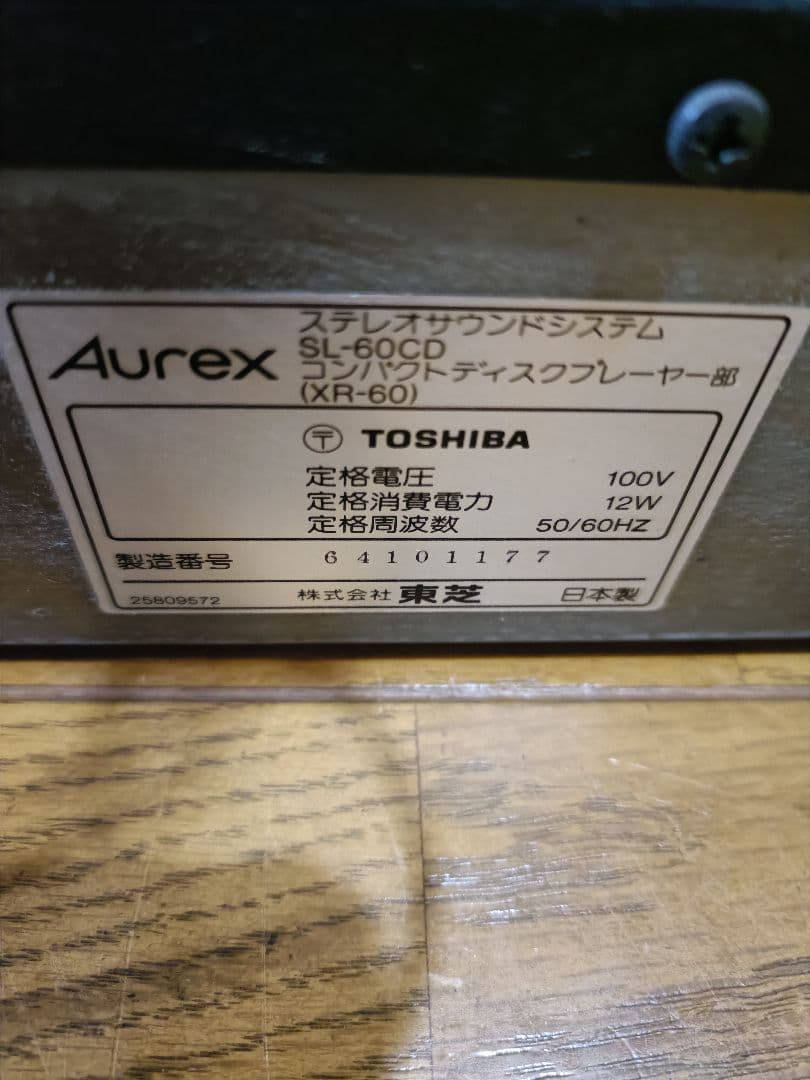 Aurex
ステレオサウンドシステム
SL-60CD
コンパクトディスクプレーヤー部
(XR-60)
〒 TOSHIBA
定格電圧 100V
定格消費電力 12W
定格周波数 50/60HZ
製造番号 64101177
25809572 株式会社 東芝 日本製